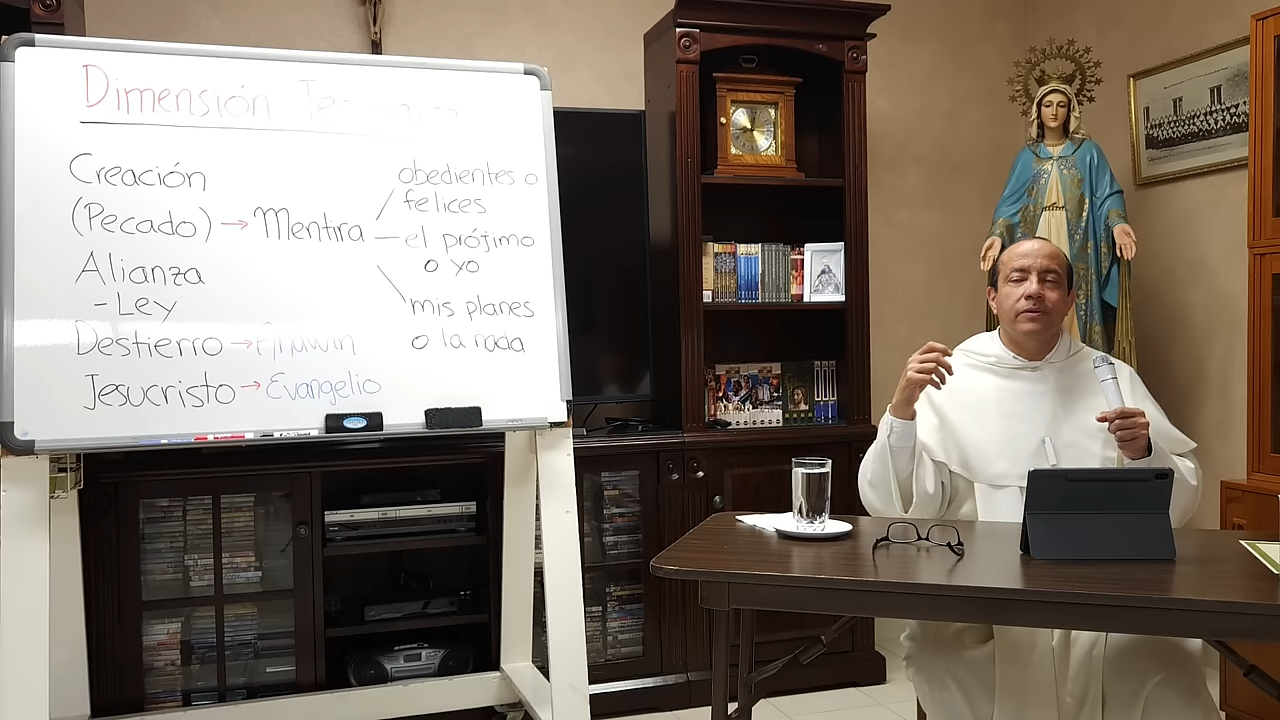 Dimensión
Creación
(Pecado) → Mentira
Alianza
- Ley
Destierro →
Jesucristo → Evangelio
obedientes o
felices
el prójimo
o yo
mis planes
o la nada